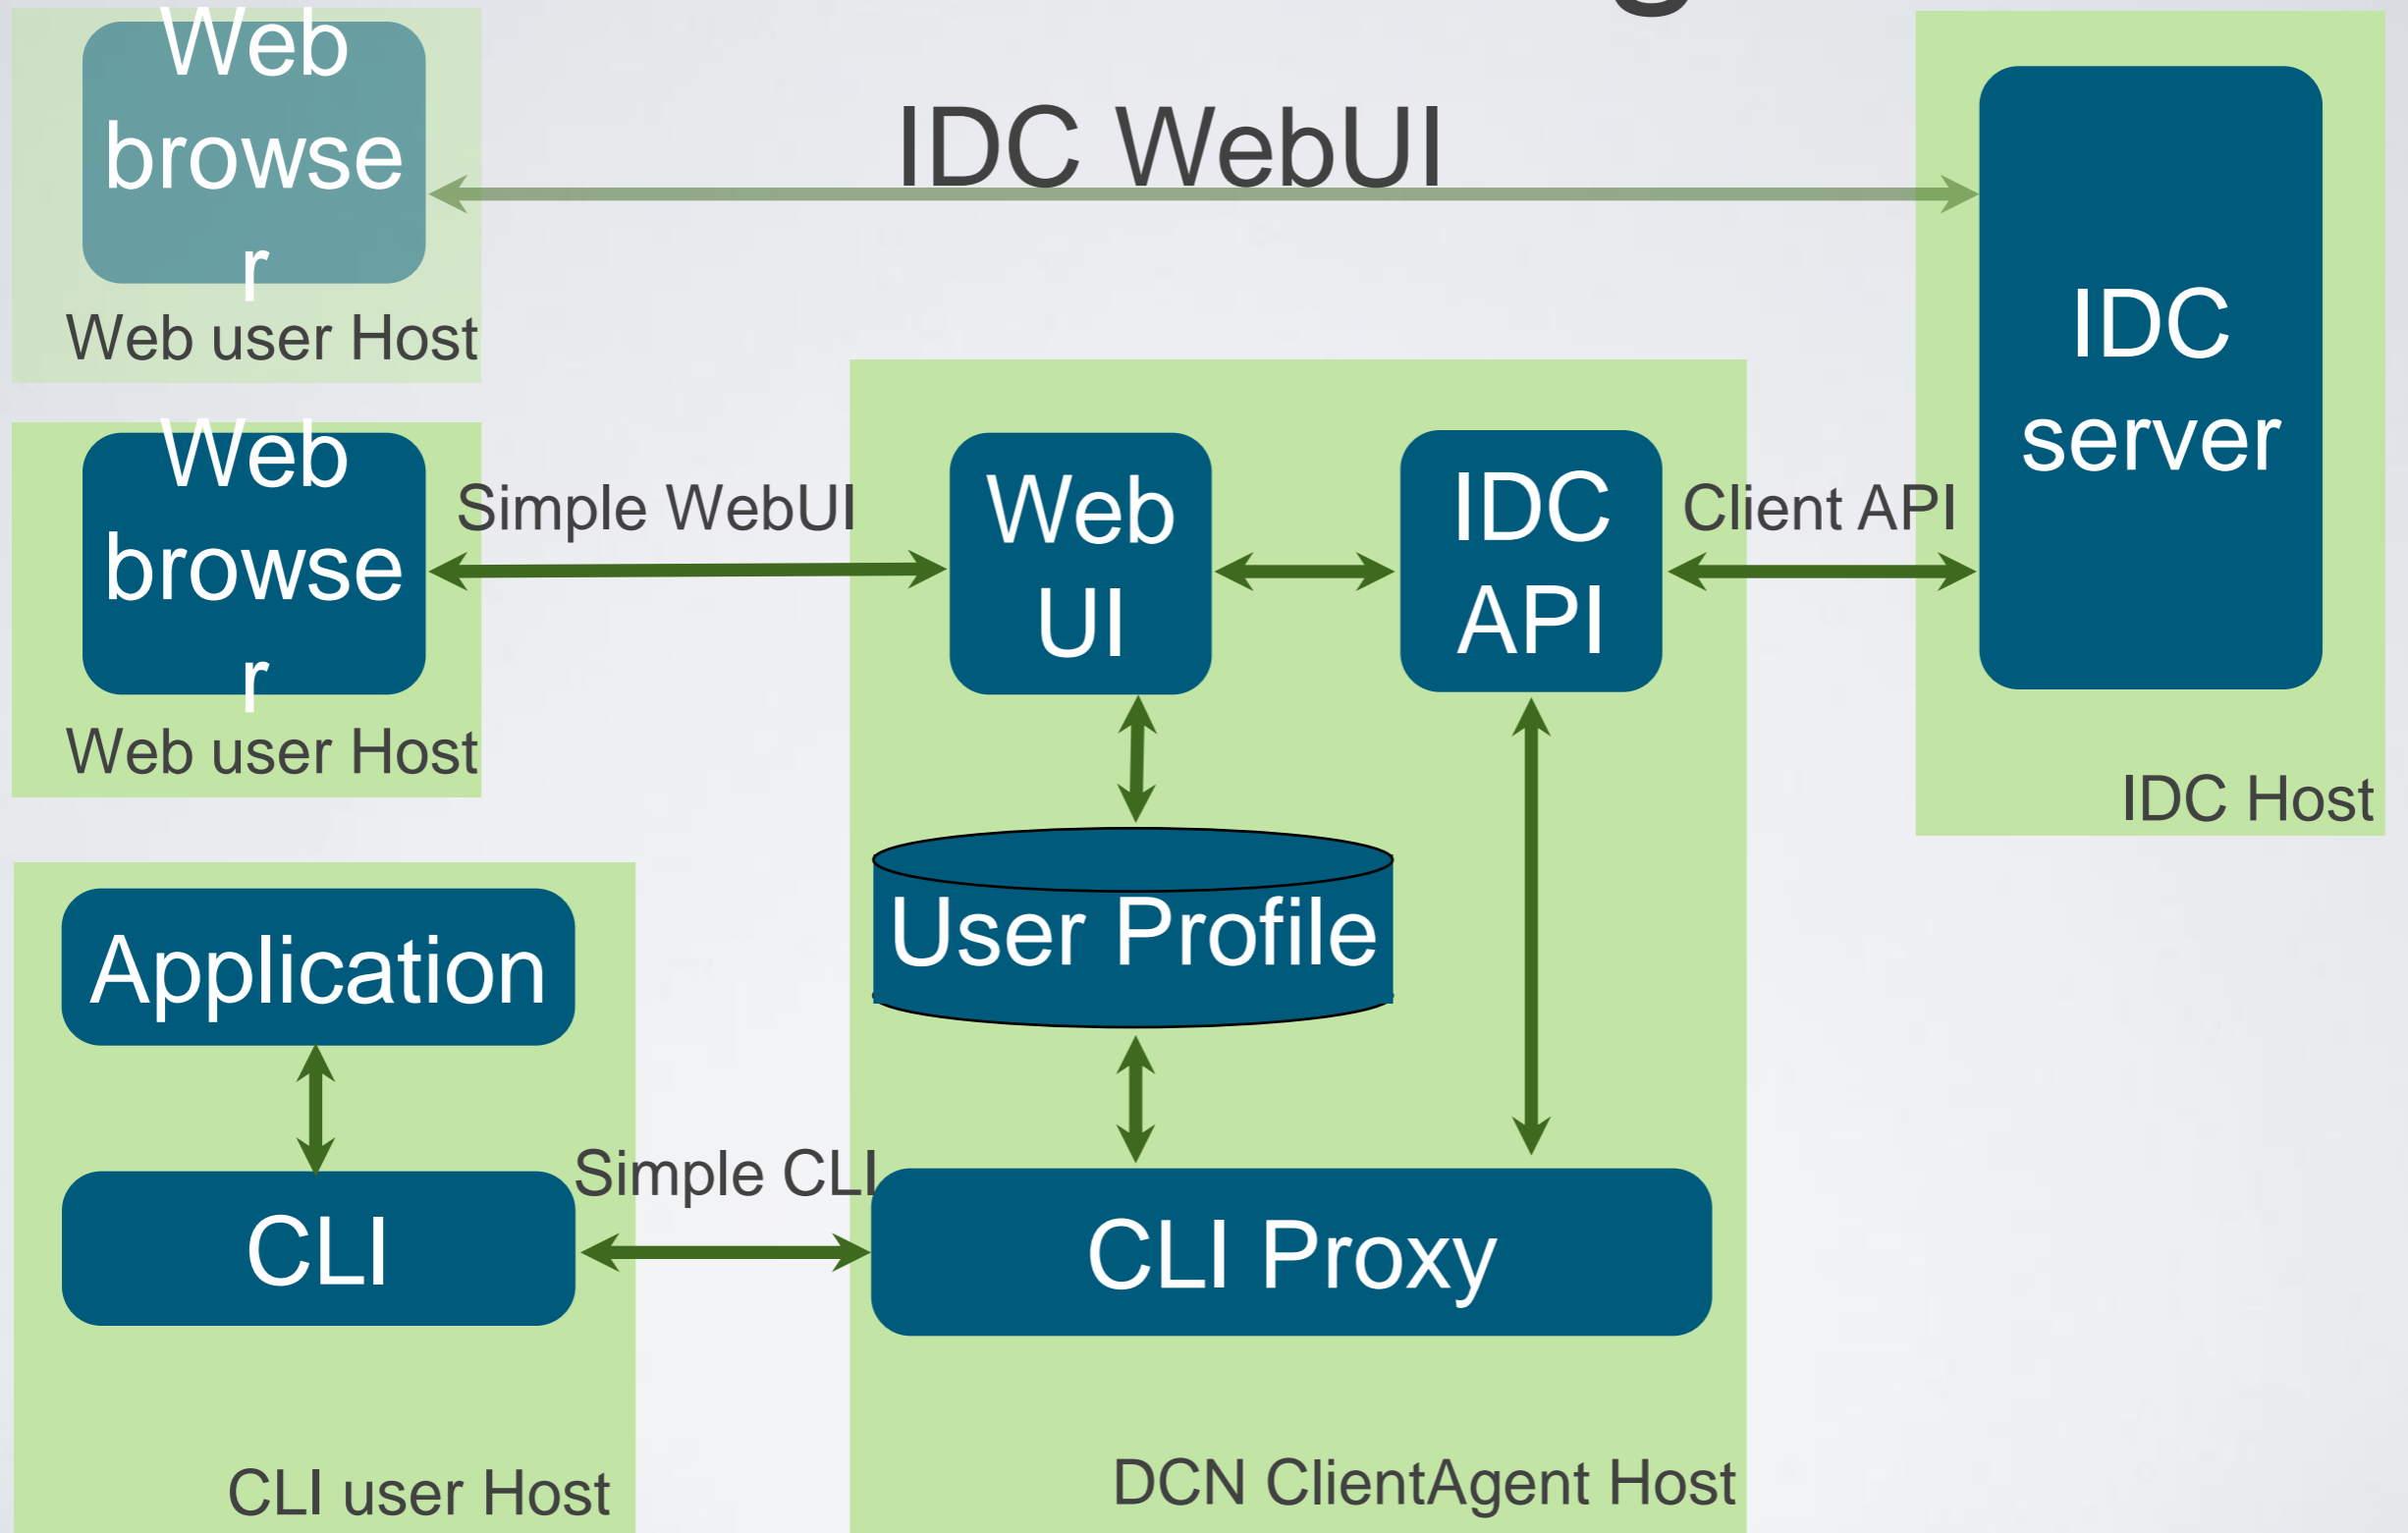 Web
browse
r
Web user Host
IDC WebUI
IDC
server
IDC Host
Web
browse
r
Web user Host
Simple WebUI
Web
UI
IDC
API
Client API
User Profile
Application
CLI
Simple CLI
CLI Proxy
CLI user Host
DCN ClientAgent Host